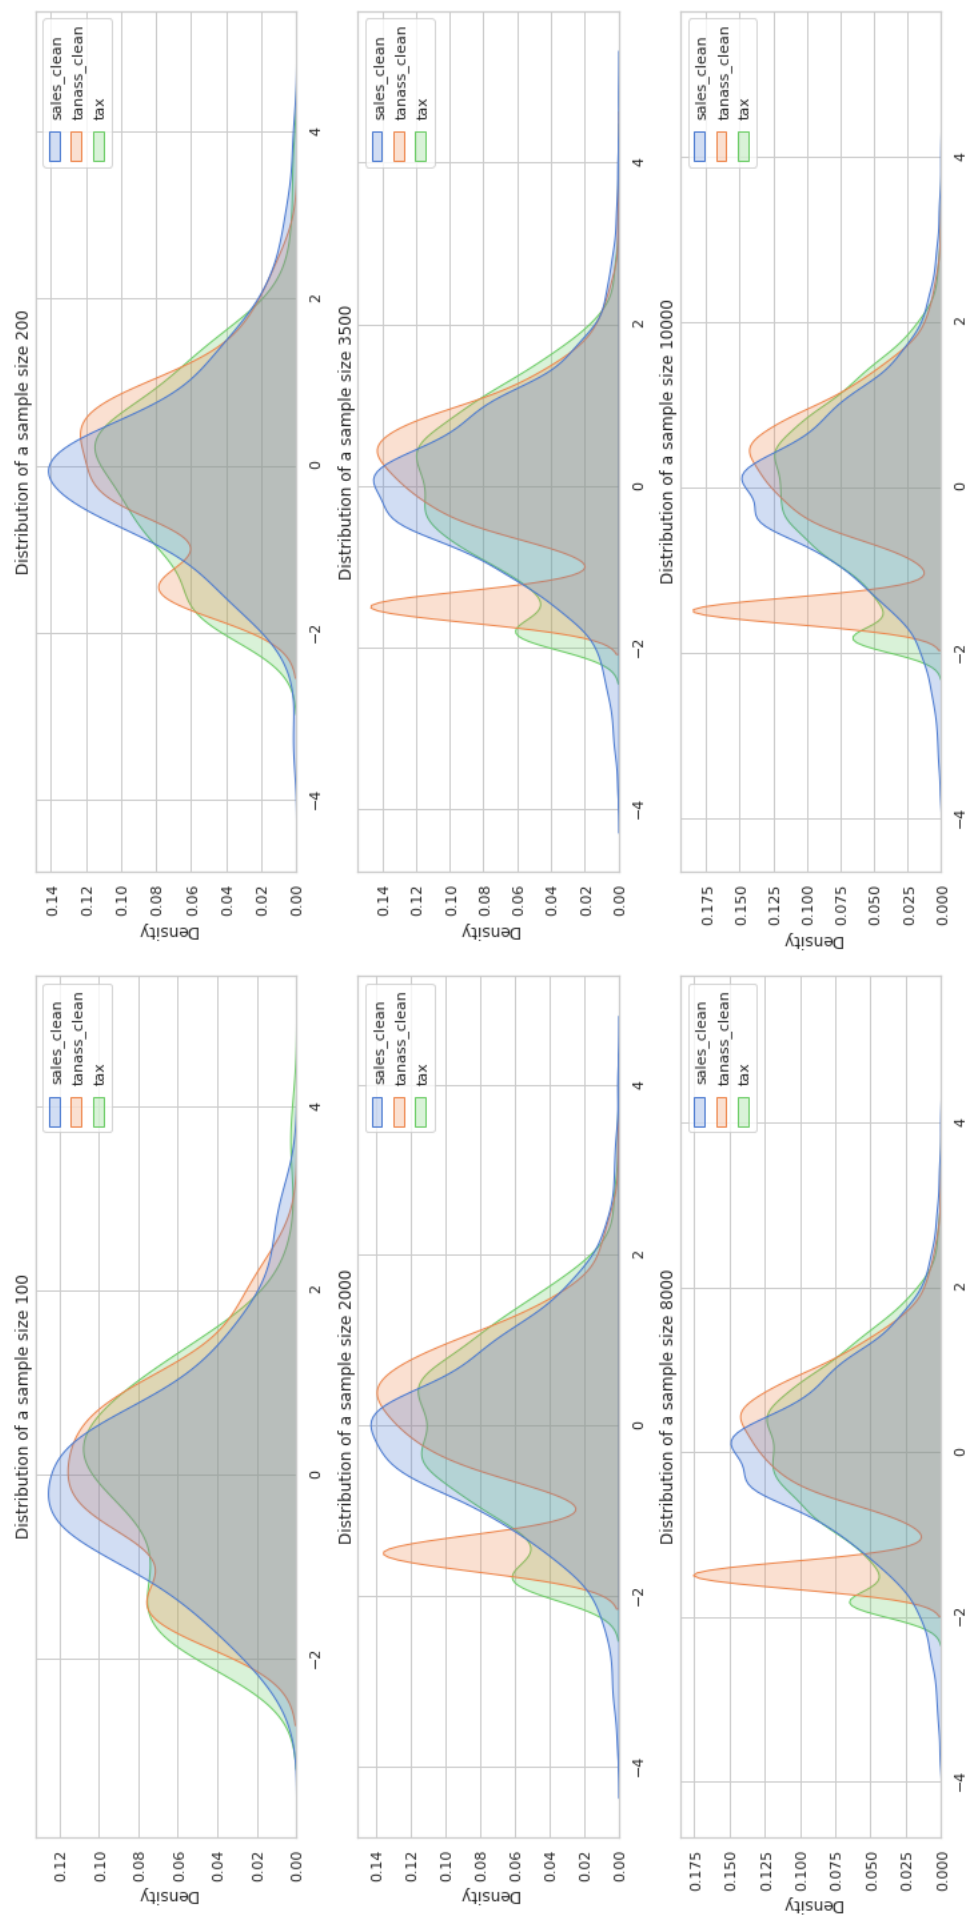 Distribution of a sample size 100
Density
0.12
0.10
0.08
0.06
0.04
0.02
0.00
−2
0
2
4
sales_clean
tanass_clean
tax
Distribution of a sample size 200
Density
0.14
0.12
0.10
0.08
0.06
0.04
0.02
0.00
−4
−2
0
2
4
sales_clean
tanass_clean
tax
Distribution of a sample size 2000
Density
0.14
0.12
0.10
0.08
0.06
0.04
0.02
0.00
−4
−2
0
2
4
sales_clean
tanass_clean
tax
Distribution of a sample size 3500
Density
0.14
0.12
0.10
0.08
0.06
0.04
0.02
0.00
−4
−2
0
2
4
sales_clean
tanass_clean
tax
Distribution of a sample size 8000
Density
0.175
0.150
0.125
0.100
0.075
0.050
0.025
0.000
−4
−2
0
2
4
sales_clean
tanass_clean
tax
Distribution of a sample size 10000
Density
0.175
0.150
0.125
0.100
0.075
0.050
0.025
0.000
−4
−2
0
2
4
sales_clean
tanass_clean
tax